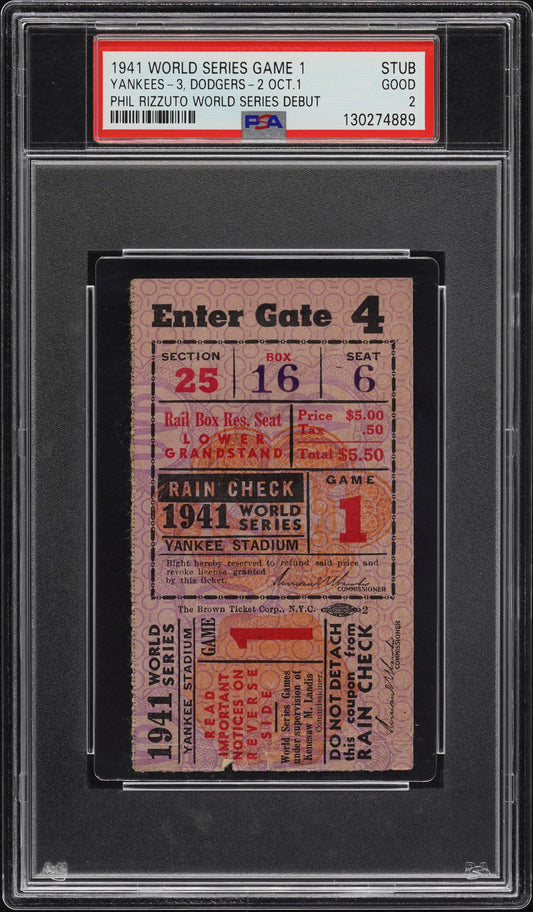 1941 WORLD SERIES GAME 1 STUB
YANKEES-3, DODGERS-2 OCT.1 GOOD
PHIL RIZZUTO WORLD SERIES DEBUT 2
PSA 130274889
Enter Gate 4
SECTION BOX SEAT
25 16 6
Rail Box Res. Seat
LOWER
GRANDSTAND
Price $5.00
Tax .50
Total $5.50
RAIN CHECK
1941 WORLD SERIES
YANKEE STADIUM
GAME
1
Right hereby reserved to refund said price and
revoke license granted
by this ticket.
COMMISSIONER
The Brown Ticket Corp., N.Y.C. 2
1941 WORLD SERIES
YANKEE STADIUM
GAME
1
READ
IMPORTANT
NOTICES ON
REVERSE
SIDE
World Series Games
under supervision of
Kenesaw M. Landis
Commissioner.
DO NOT DETACH
this coupon from
RAIN CHECK
COMMISSIONER
PSA